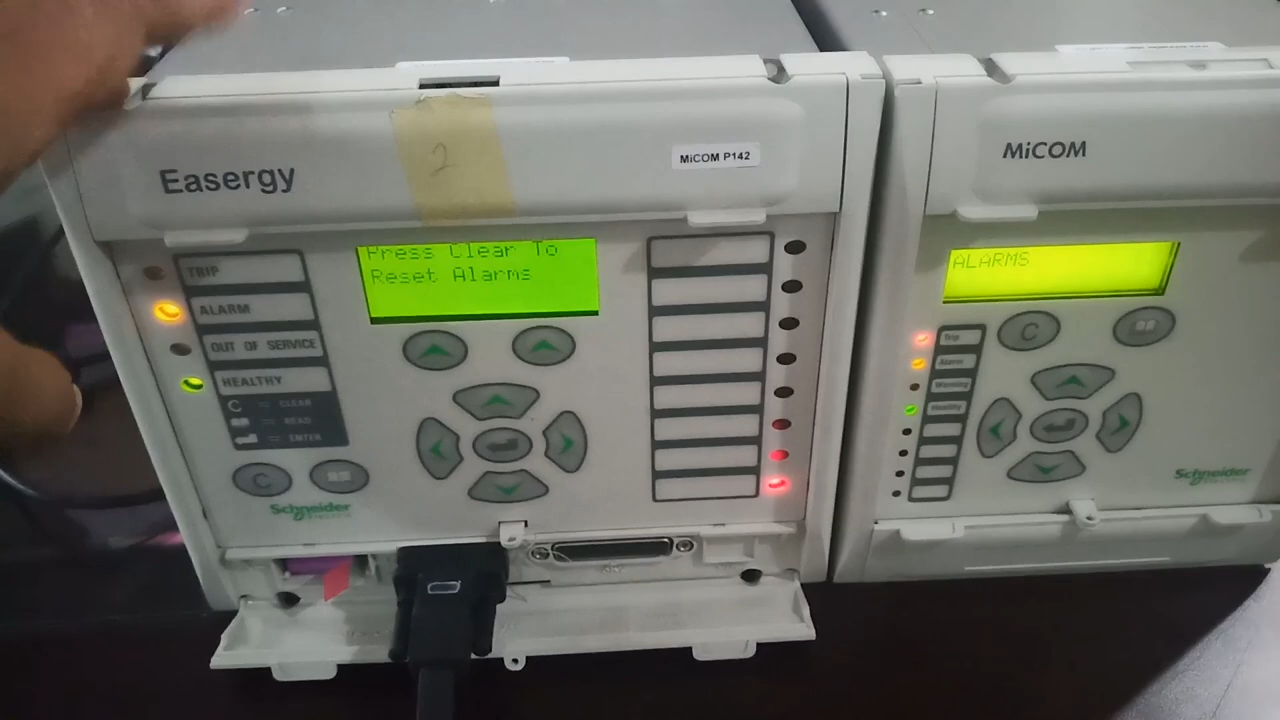 Easergy
2
MiCOM P142
TRIP
ALARM
OUT OF SERVICE
HEALTHY
C = CLEAR
= READ
= ENTER
Press Clear To
Reset Alarms
C
Schneider
Electric
MiCOM
ALARMS
Trip
Alarm
Warning
Healthy
C
Schneider
Electric